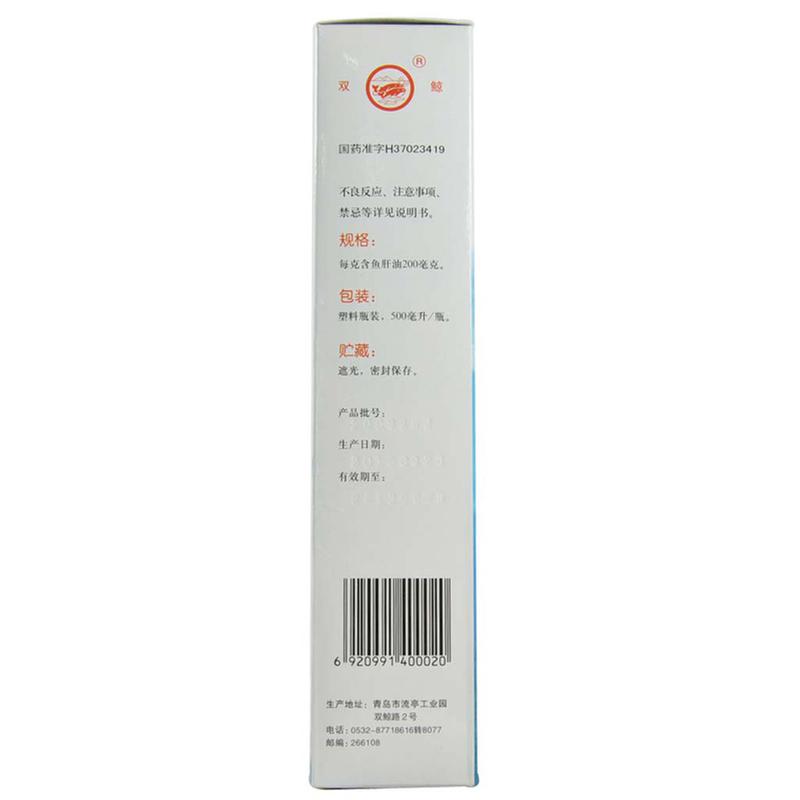 双 鲸 ®
国药准字H37023419
不良反应、注意事项、
禁忌等详见说明书。
规格：
每克含鱼肝油200毫克。
包装：
塑料瓶装，500毫升/瓶。
贮藏：
遮光，密封保存。
产品批号：
生产日期：
有效期至：
6 920991 400020
生产地址：青岛市流亭工业园
双鲸路2号
电话：0532-87718616转8077
邮编：266108